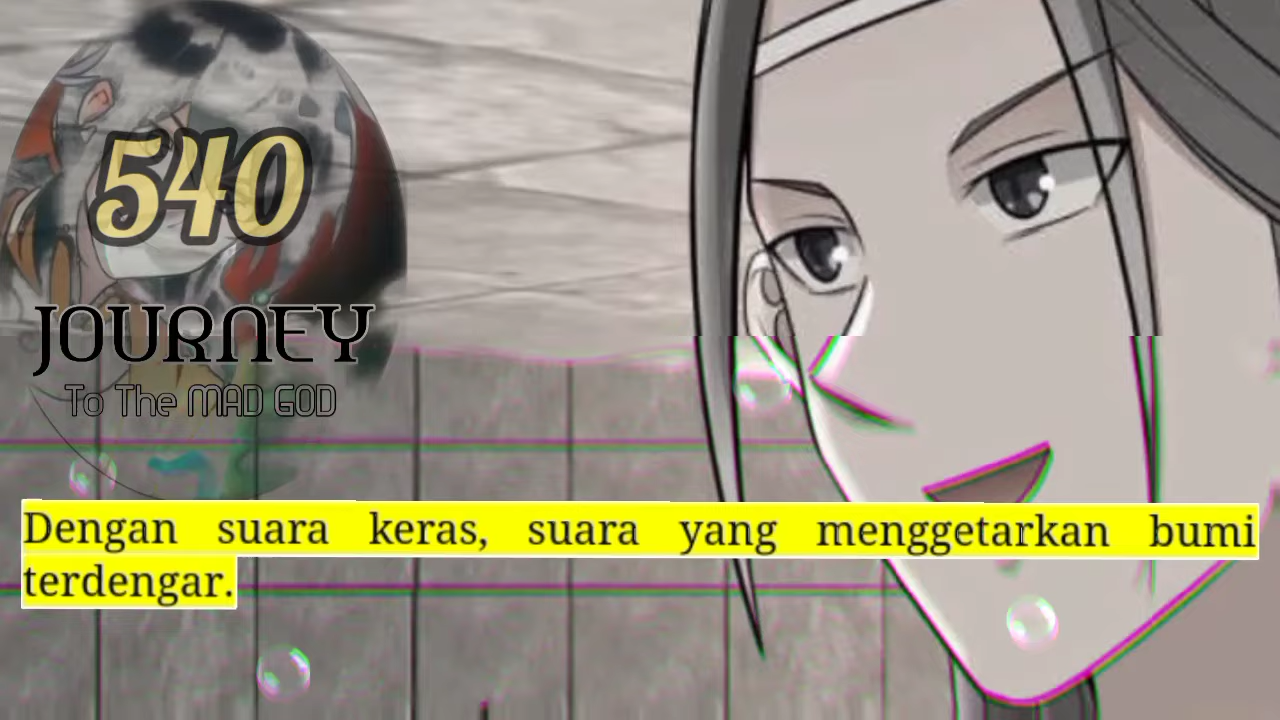 540
JOURNEY
To The MAD GOD
Dengan suara keras, suara yang menggetarkan bumi
terdengar.